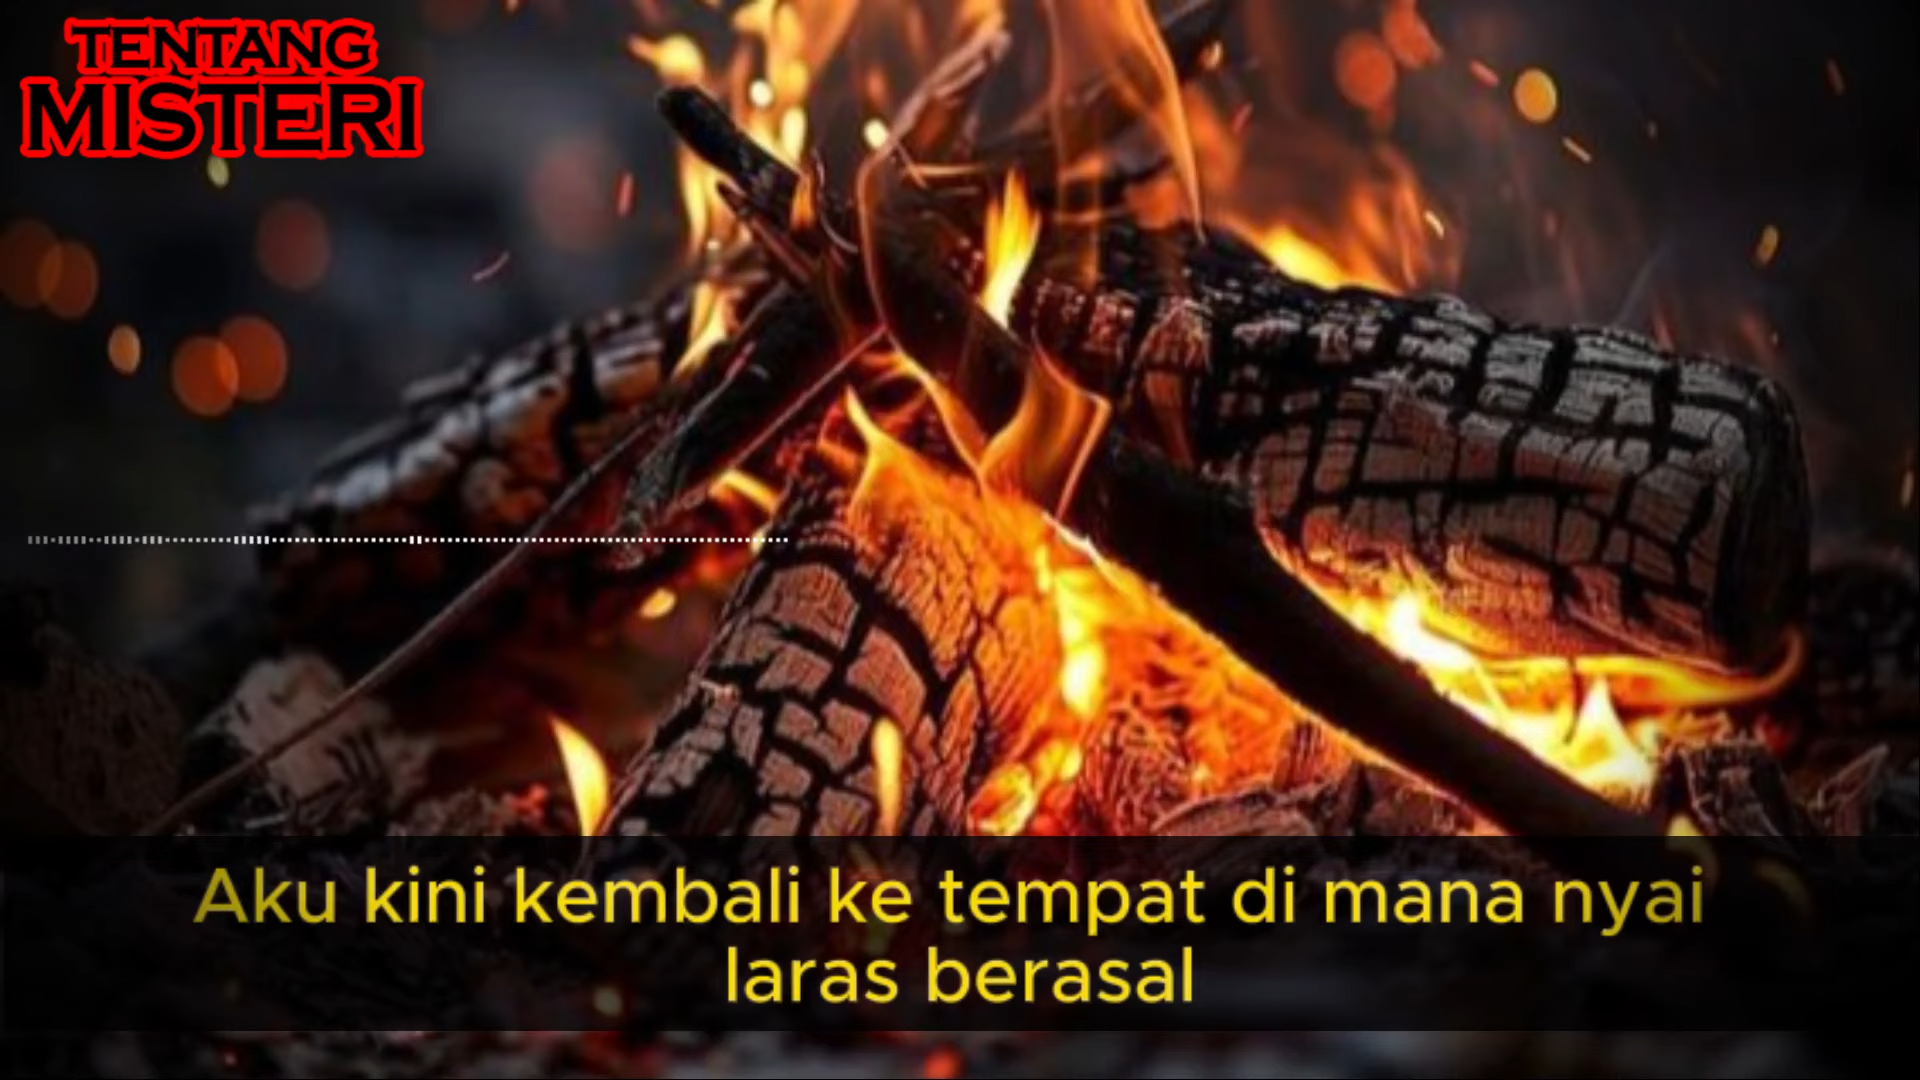 TENTANG
MISTERI
Aku kini kembali ke tempat di mana nyai
laras berasal